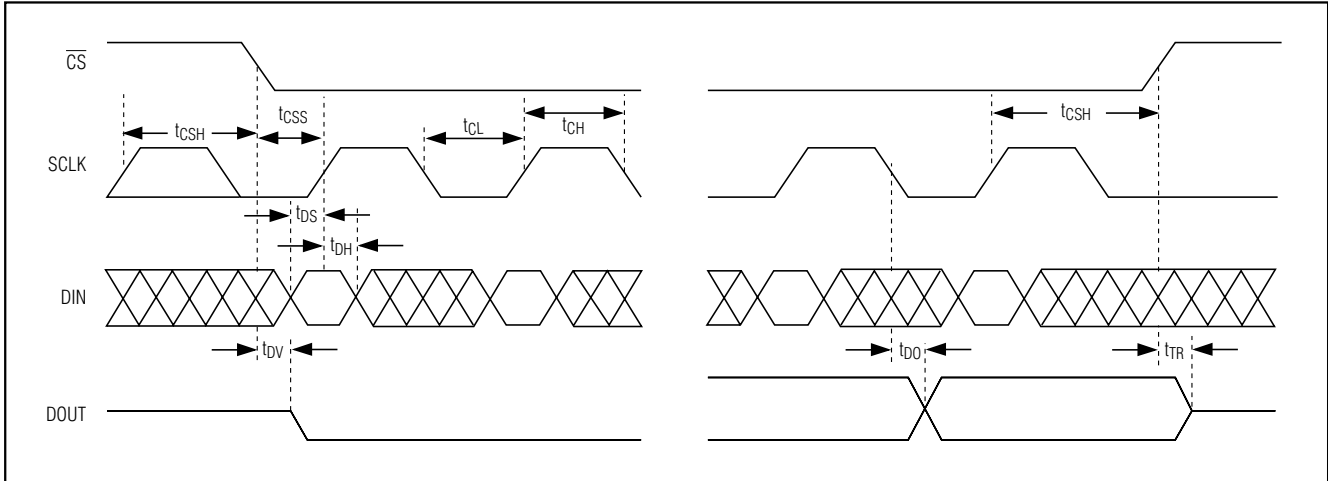 CS
tCSH
tCSS
tCL
tCH
tCSH
SCLK
tDS
tDH
DIN
tDV
tDO
tTR
DOUT